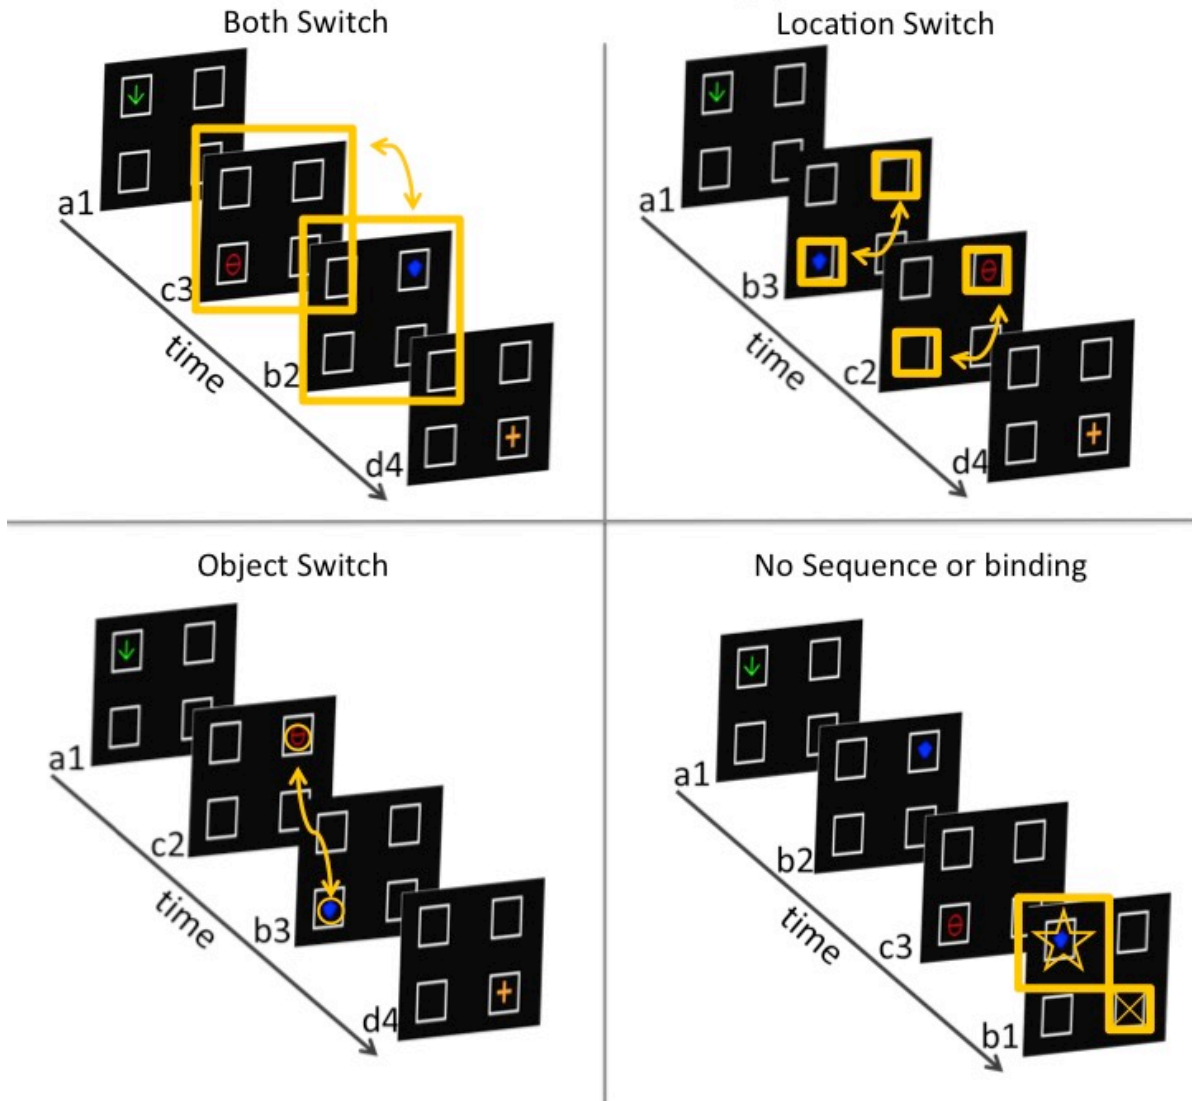 Both Switch
a1
c3
b2
d4
time
Location Switch
a1
b3
c2
d4
time
Object Switch
a1
c2
b3
d4
time
No Sequence or binding
a1
b2
c3
b1
time